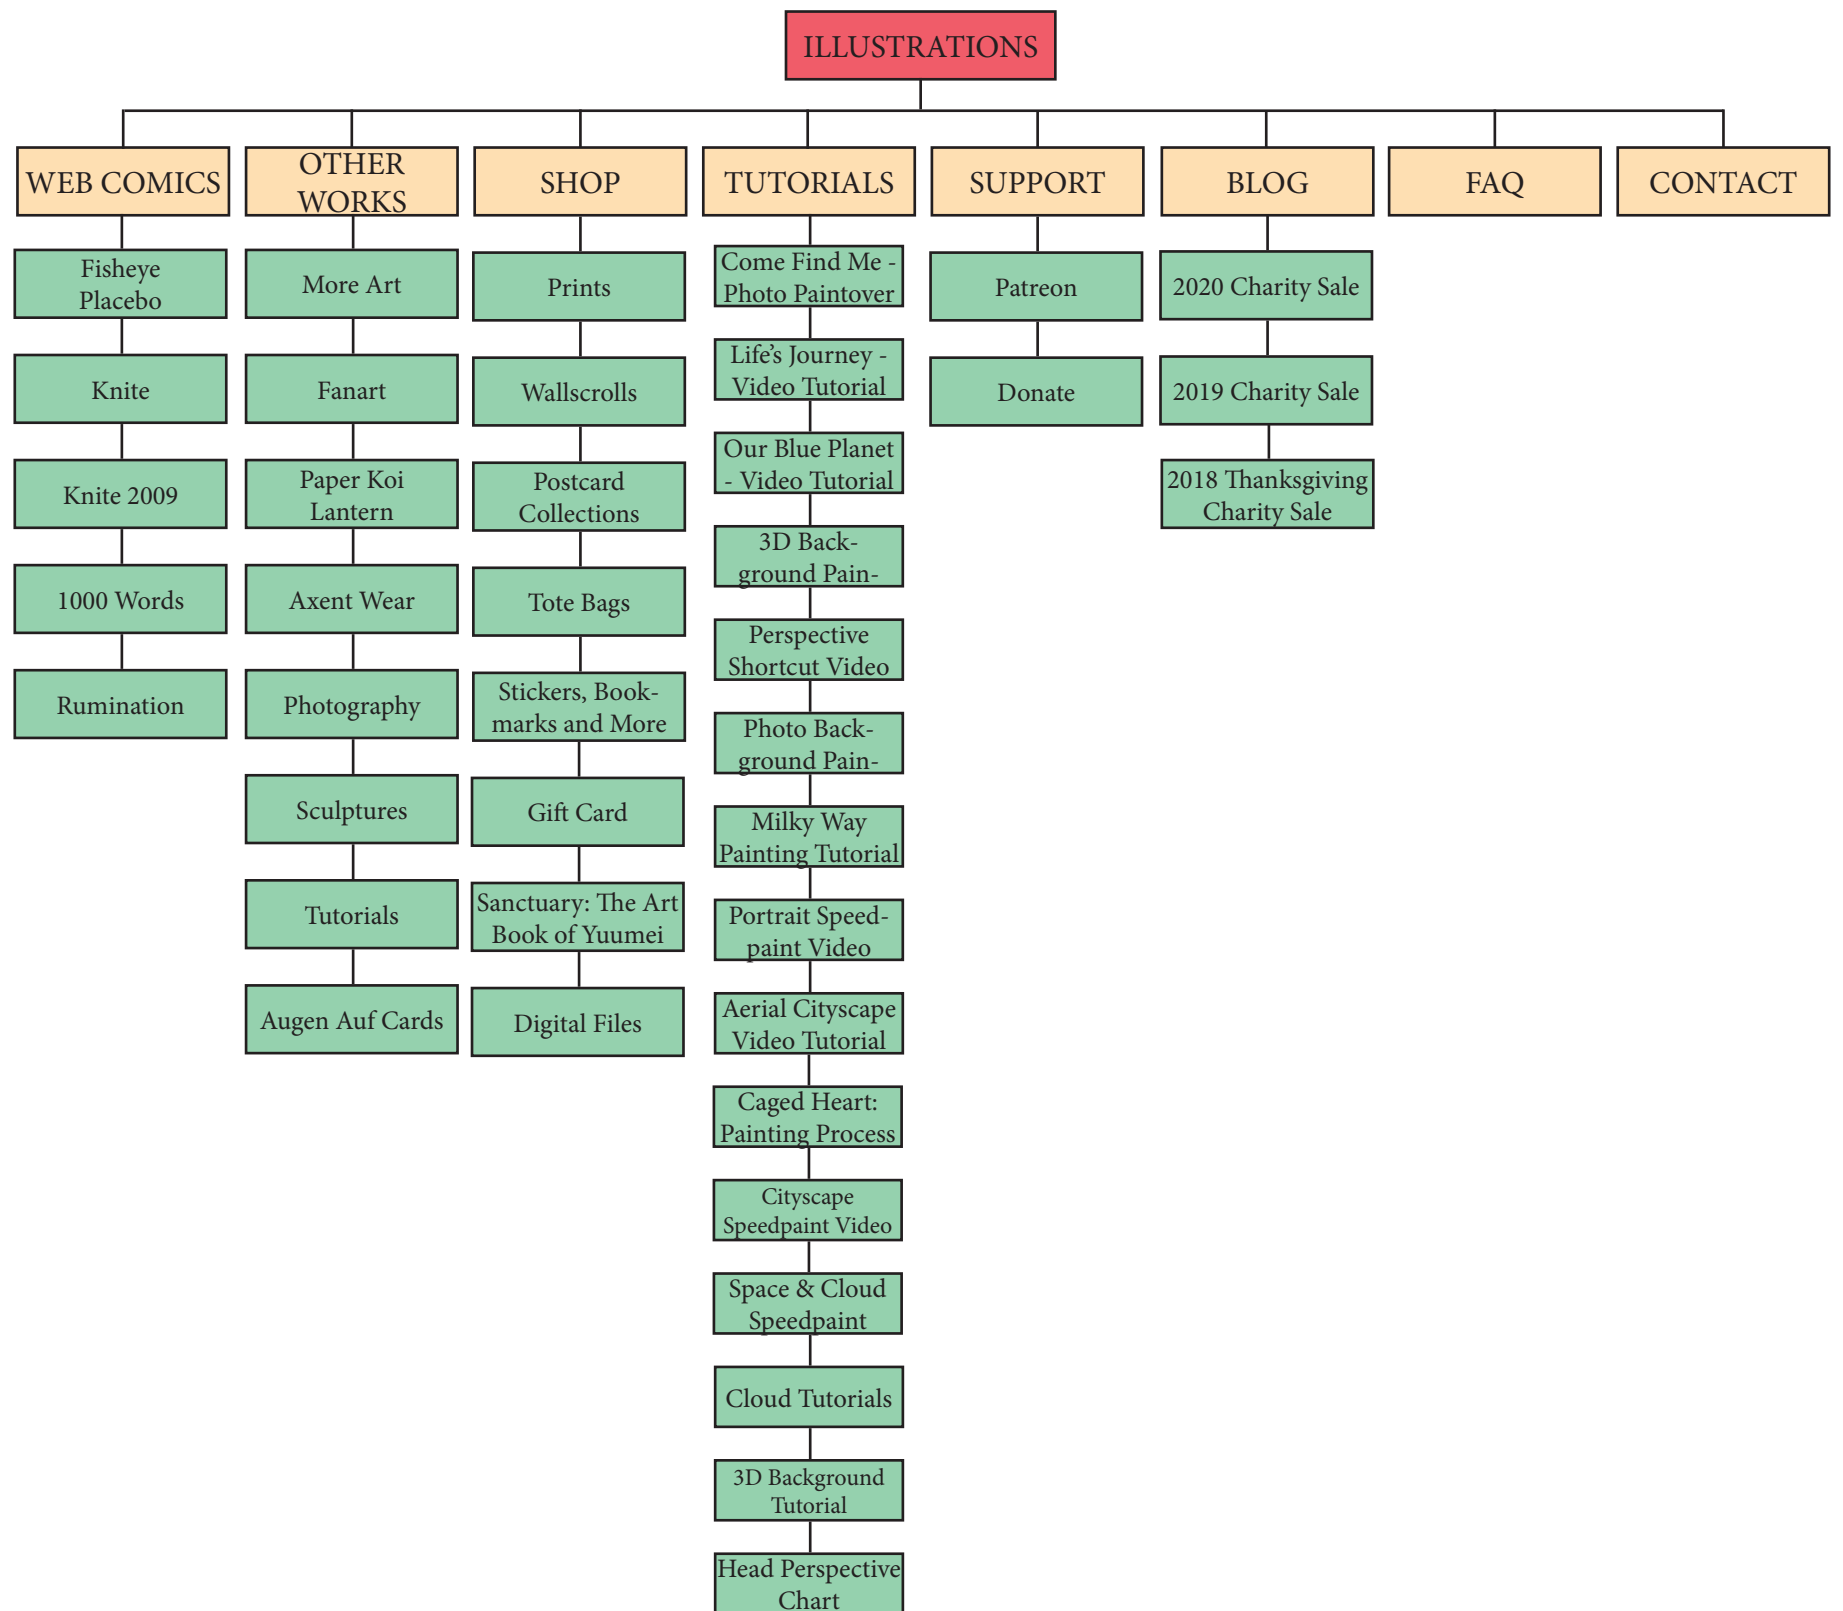 ILLUSTRATIONS
WEB COMICS
Fisheye
Placebo
Knite
Knite 2009
1000 Words
Rumination
OTHER
WORKS
More Art
Fanart
Paper Koi
Lantern
Axent Wear
Photography
Sculptures
Tutorials
Augen Auf Cards
SHOP
Prints
Wallscrolls
Postcard
Collections
Tote Bags
Stickers, Book-
marks and More
Gift Card
Sanctuary: The Art
Book of Yuumei
Digital Files
TUTORIALS
Come Find Me -
Photo Paintover
Life's Journey -
Video Tutorial
Our Blue Planet
- Video Tutorial
3D Back-
ground Pain-
Perspective
Shortcut Video
Photo Back-
ground Pain-
Milky Way
Painting Tutorial
Portrait Speed-
paint Video
Aerial Cityscape
Video Tutorial
Caged Heart:
Painting Process
Cityscape
Speedpaint Video
Space & Cloud
Speedpaint
Cloud Tutorials
3D Background
Tutorial
Head Perspective
Chart
SUPPORT
Patreon
Donate
BLOG
2020 Charity Sale
2019 Charity Sale
2018 Thanksgiving
Charity Sale
FAQ
CONTACT